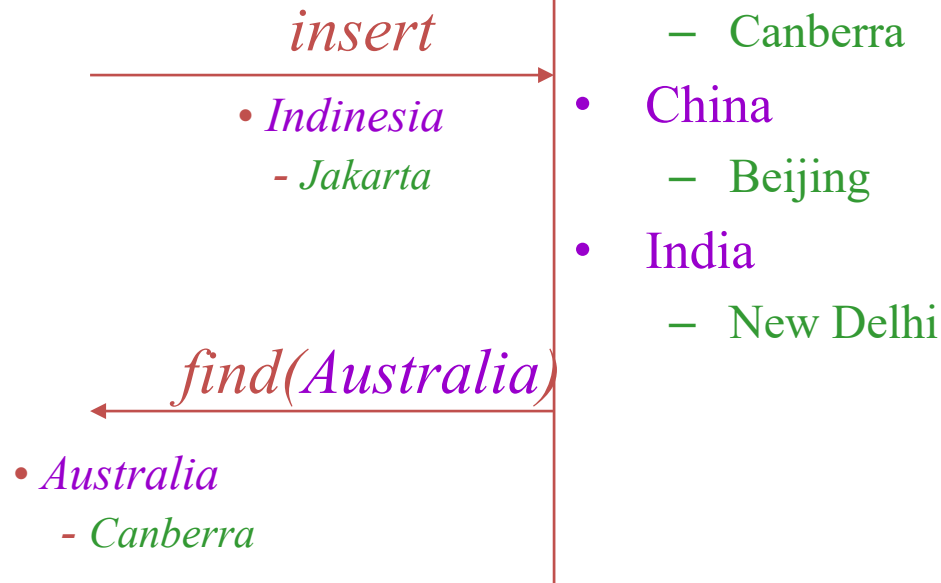 insert
• Indinesia
- Jakarta
find(Australia)
• Australia
- Canberra
– Canberra
• China
– Beijing
• India
– New Delhi